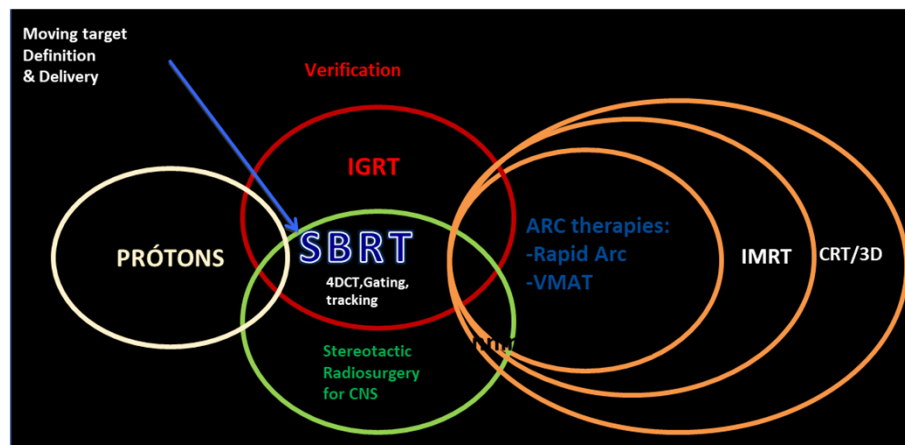 Moving target
Definition
& Delivery
Verification
IGRT
PRÓTONS
SBRT
4DCT,Gating,
tracking
ARC therapies:
-Rapid Arc
-VMAT
IMRT
CRT/3D
Stereotactic
Radiosurgery
for CNS